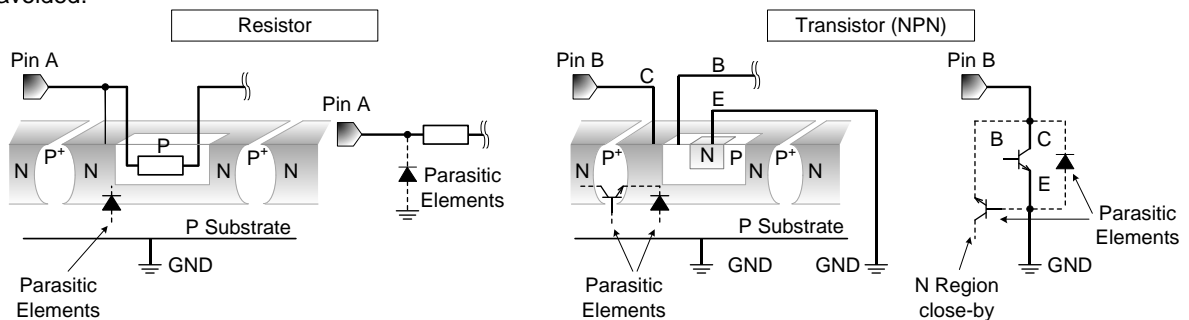 avoided.
Resistor
Transistor (NPN)
Pin A
Pin A
N
P+
N
P
P+
N
N
Parasitic
Elements
P Substrate
GND
Parasitic
Elements
Pin B
C
B
E
N
P+
N
N
P
P+
N
N
P Substrate
GND
GND
Parasitic
Elements
Pin B
B
C
E
Parasitic
Elements
GND
N Region
close-by